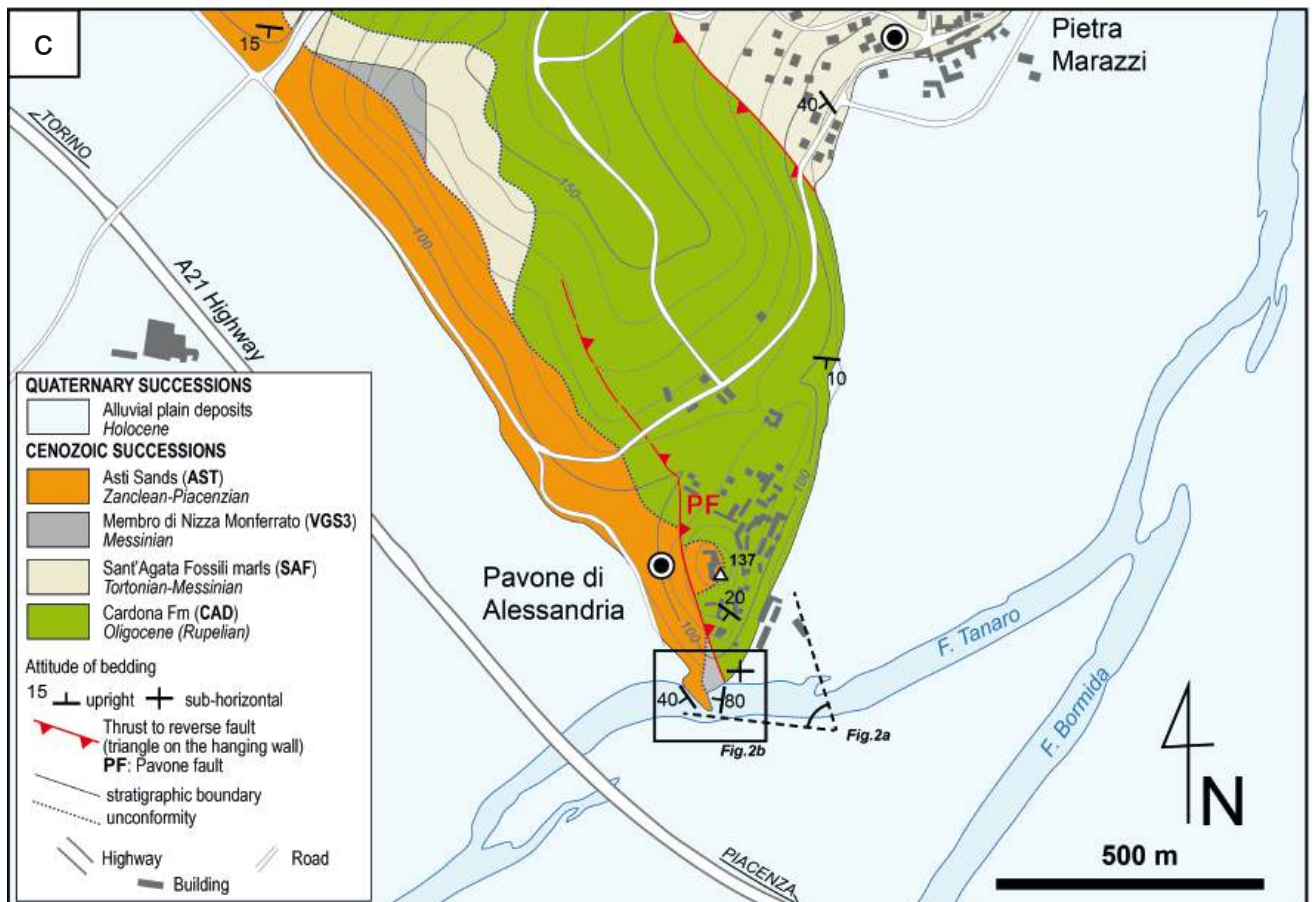 c
15
Pietra
Marazzi
40
TORINO
150
100
A21 Highway
10
PF
137
100
Pavone di
Alessandria
20
100
F. Tanaro
F. Bormida
40
80
Fig.2a
Fig.2b
PIACENZA
N
500 m
QUATERNARY SUCCESSIONS
Alluvial plain deposits
Holocene
CENOZOIC SUCCESSIONS
Asti Sands (AST)
Zanclean-Piacenzian
Membro di Nizza Monferrato (VGS3)
Messinian
Sant'Agata Fossili marls (SAF)
Tortonian-Messinian
Cardona Fm (CAD)
Oligocene (Rupelian)
Attitude of bedding
15 upright sub-horizontal
Thrust to reverse fault
(triangle on the hanging wall)
PF: Pavone fault
stratigraphic boundary
unconformity
Highway Road
Building